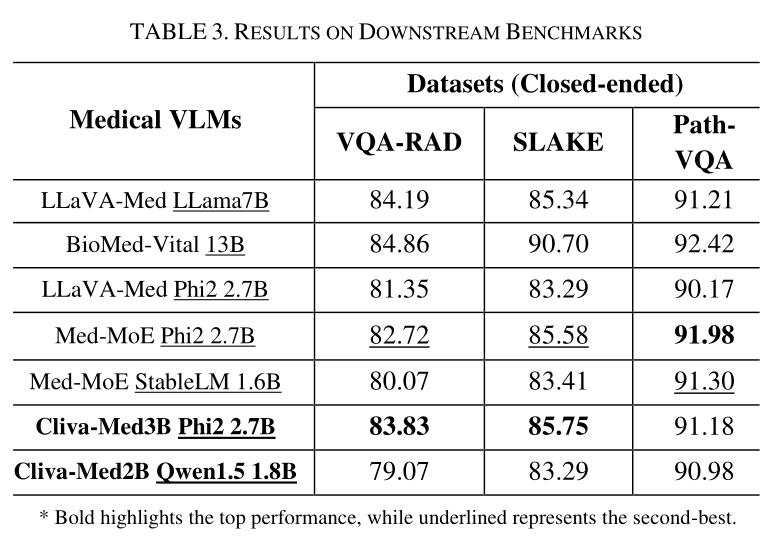 TABLE 3. RESULTS ON DOWNSTREAM BENCHMARKS
Medical VLMs
Datasets (Closed-ended)
VQA-RAD SLAKE Path-
VQA
LLaVA-Med LLama7B 84.19 85.34 91.21
BioMed-Vital 13B 84.86 90.70 92.42
LLaVA-Med Phi2 2.7B 81.35 83.29 90.17
Med-MoE Phi2 2.7B 82.72 85.58 91.98
Med-MoE StableLM 1.6B 80.07 83.41 91.30
Cliva-Med3B Phi2 2.7B 83.83 85.75 91.18
Cliva-Med2B Qwen1.5 1.8B 79.07 83.29 90.98
* Bold highlights the top performance, while underlined represents the second-best.